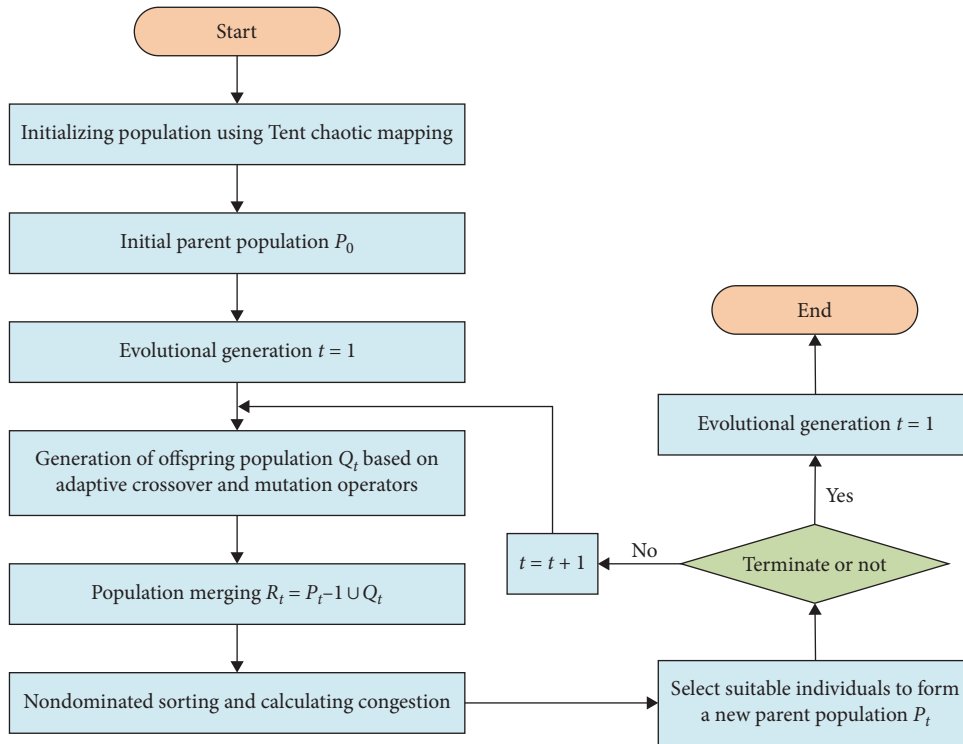 Start
Initializing population using Tent chaotic mapping
Initial parent population P₀
Evolutional generation t = 1
Generation of offspring population Qₜ based on
adaptive crossover and mutation operators
Population merging Rₜ = Pₜ–1 ∪ Qₜ
Nondominated sorting and calculating congestion
Select suitable individuals to form
a new parent population Pₜ
Terminate or not
No
t = t + 1
Yes
Evolutional generation t = 1
End